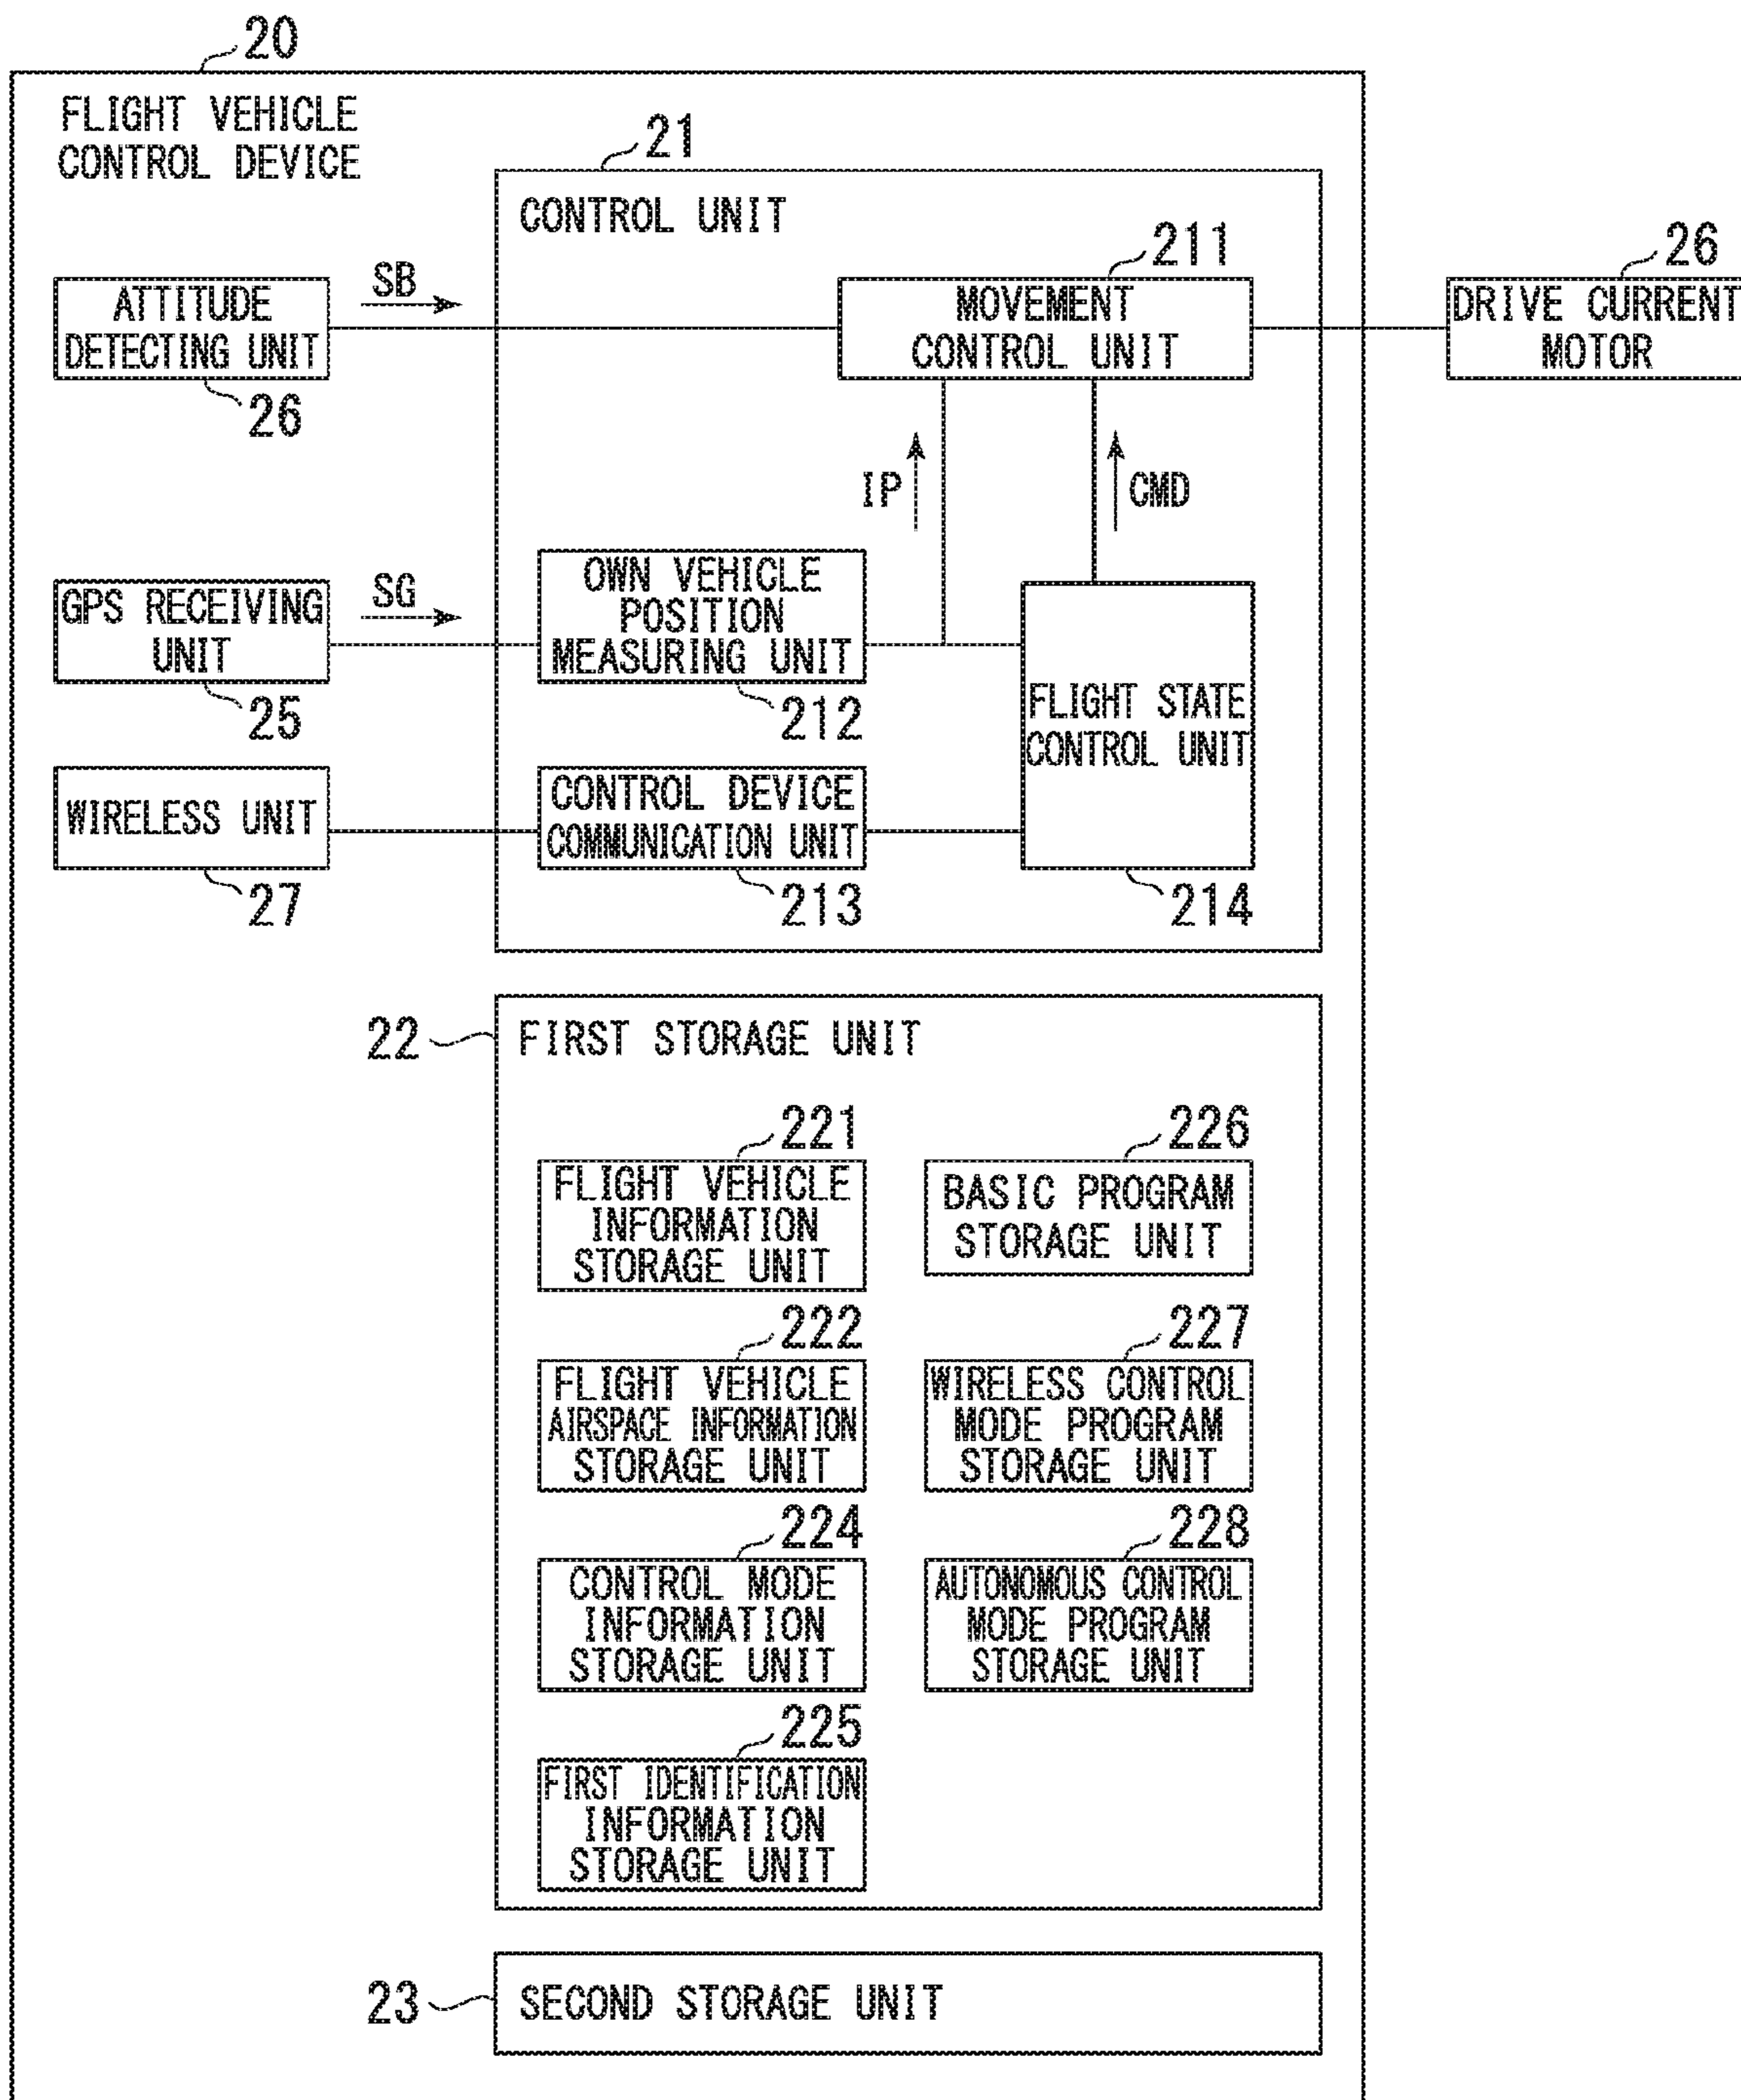 20
FLIGHT VEHICLE
CONTROL DEVICE
21
CONTROL UNIT
211
26
ATTITUDE
DETECTING UNIT
26
SB
MOVEMENT
CONTROL UNIT
DRIVE CURRENT
MOTOR
IP
CMD
GPS RECEIVING
UNIT
25
SG
OWN VEHICLE
POSITION
MEASURING UNIT
212
FLIGHT STATE
CONTROL UNIT
214
WIRELESS UNIT
27
CONTROL DEVICE
COMMUNICATION UNIT
213
22
FIRST STORAGE UNIT
221
FLIGHT VEHICLE
INFORMATION
STORAGE UNIT
226
BASIC PROGRAM
STORAGE UNIT
222
FLIGHT VEHICLE
AIRSPACE INFORMATION
STORAGE UNIT
227
WIRELESS CONTROL
MODE PROGRAM
STORAGE UNIT
224
CONTROL MODE
INFORMATION
STORAGE UNIT
228
AUTONOMOUS CONTROL
MODE PROGRAM
STORAGE UNIT
225
FIRST IDENTIFICATION
INFORMATION
STORAGE UNIT
23
SECOND STORAGE UNIT